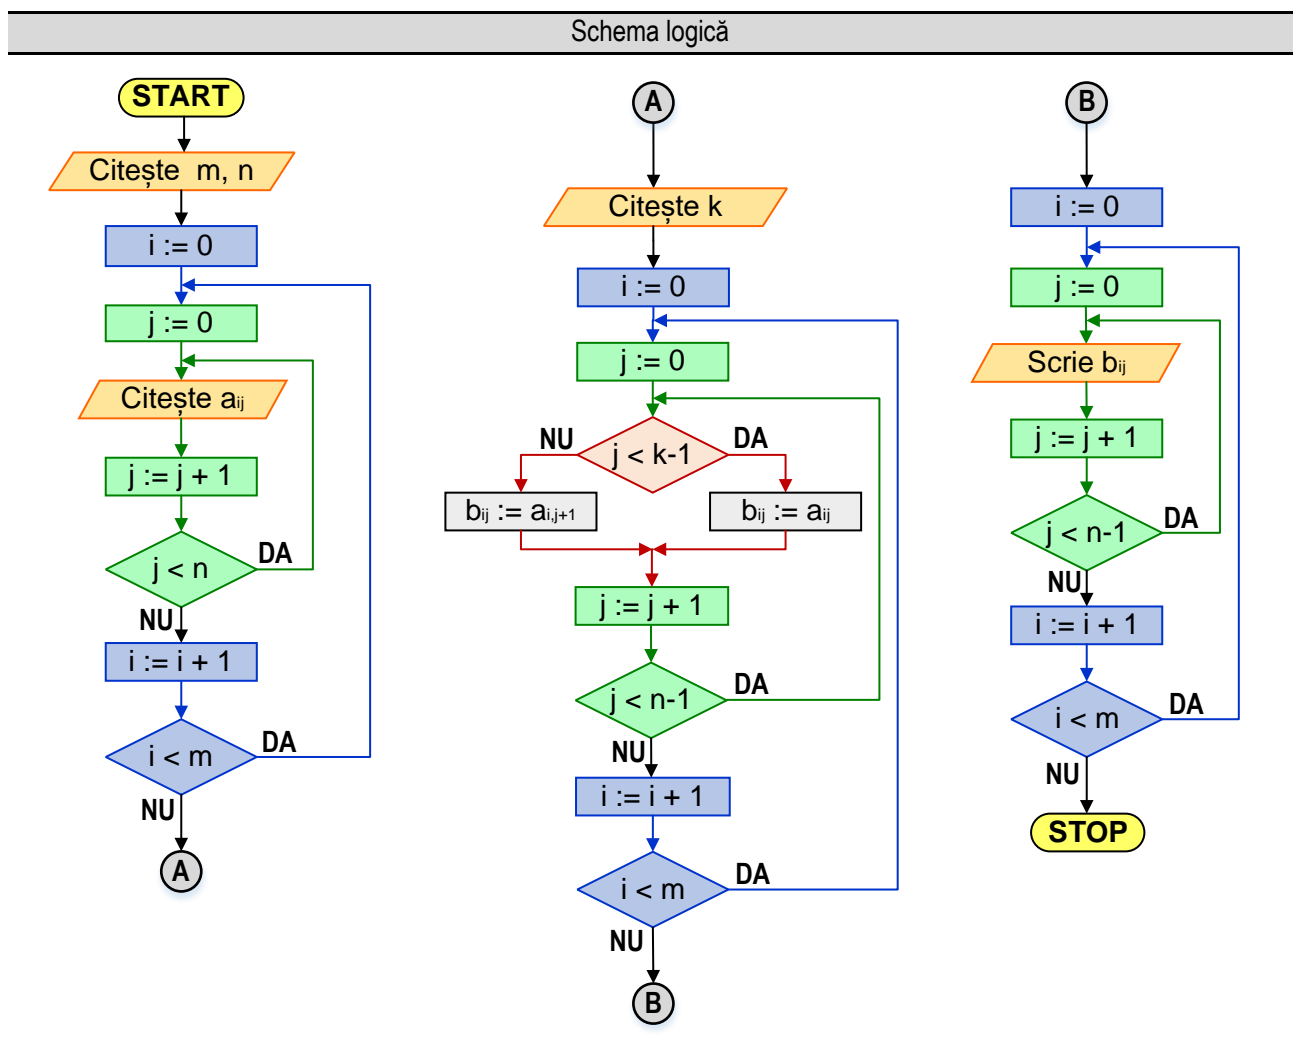 Schema logică
START
Citește m, n
i := 0
j := 0
Citește aij
j := j + 1
j < n
DA
NU
i := i + 1
i < m
DA
NU
A
A
Citește k
i := 0
j := 0
NU
j < k-1
DA
bij := ai,j+1
bij := aij
j := j + 1
j < n-1
DA
NU
i := i + 1
i < m
DA
NU
B
B
i := 0
j := 0
Scrie bij
j := j + 1
j < n-1
DA
NU
i := i + 1
i < m
DA
NU
STOP